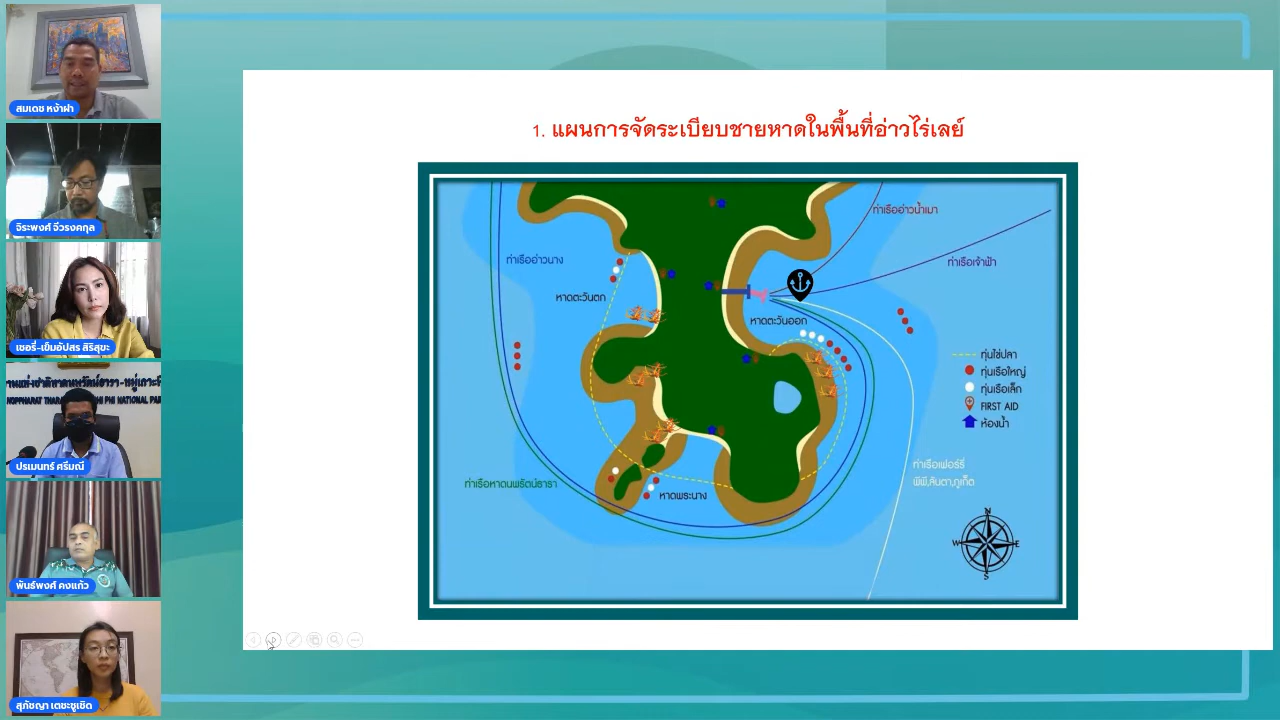 สมเดช หง้าฝา
จิระพงศ์ จีวรงคกุล
เชอรี่-เข็มอัปสร สิริสุขะ
ปรเมนทร์ ศรีมณี
พันธ์พงศ์ คงแก้ว
สุภัชญา เตชะชูเชิด
1. แผนการจัดระเบียบชายหาดในพื้นที่อ่าวไร่เลย์
ท่าเรืออ่าวน้ำเมา
ท่าเรืออ่าวนาง
ท่าเรือเจ้าฟ้า
หาดตะวันตก
หาดตะวันออก
ทุ่นไข่ปลา
ทุ่นเรือใหญ่
ทุ่นเรือเล็ก
FIRST AID
ห้องน้ำ
ท่าเรือเฟอร์รี่
พีพี,ลันตา,ภูเก็ต
ท่าเรือหาดนพรัตน์ธารา
หาดพระนาง
N
W E
S